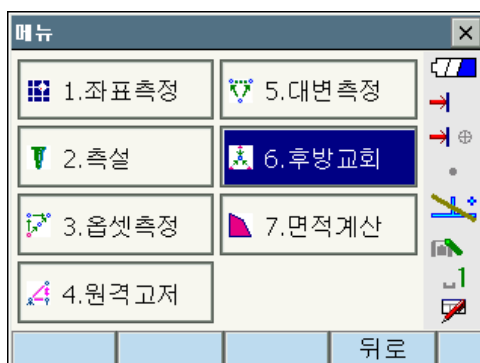 메뉴
1.좌표측정
2.측설
3.옵셋측정
4.원격고저
5.대변측정
6.후방교회
7.면적계산
1
뒤로